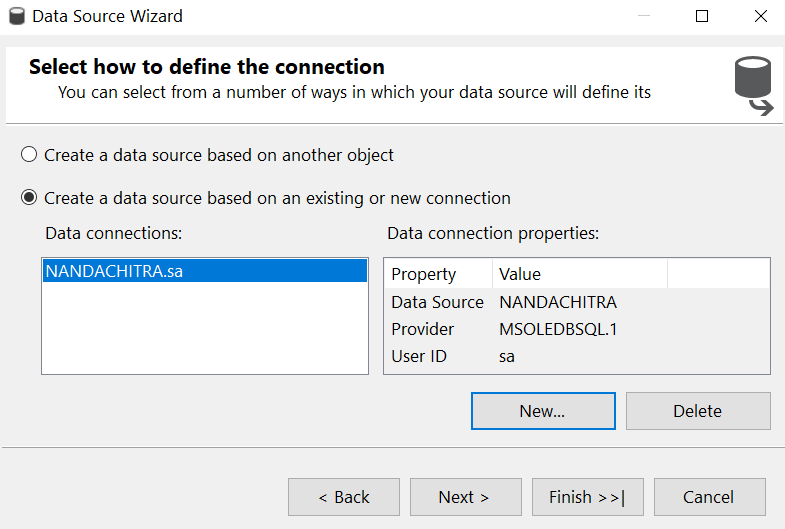 Data Source Wizard
Select how to define the connection
You can select from a number of ways in which your data source will define its
Create a data source based on another object
Create a data source based on an existing or new connection
Data connections:
Data connection properties:
NANDACHITRA.sa
Property Value
Data Source NANDACHITRA
Provider MSOLEDBSQL.1
User ID sa
New... Delete
< Back Next > Finish >>| Cancel